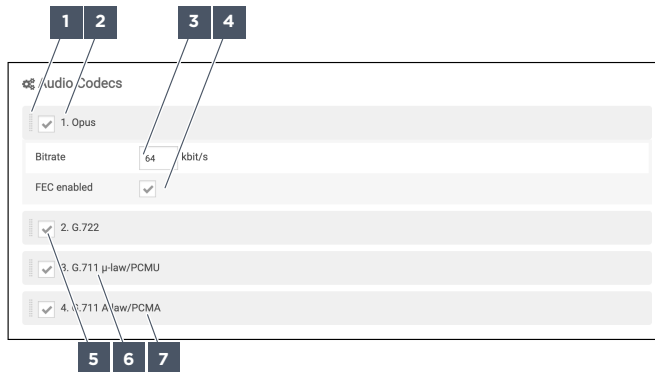 1 2 3 4
Audio Codecs
1. Opus
Bitrate 64 kbit/s
FEC enabled
2. G.722
3. G.711 µ-law/PCMU
4. G.711 A-law/PCMA
5 6 7